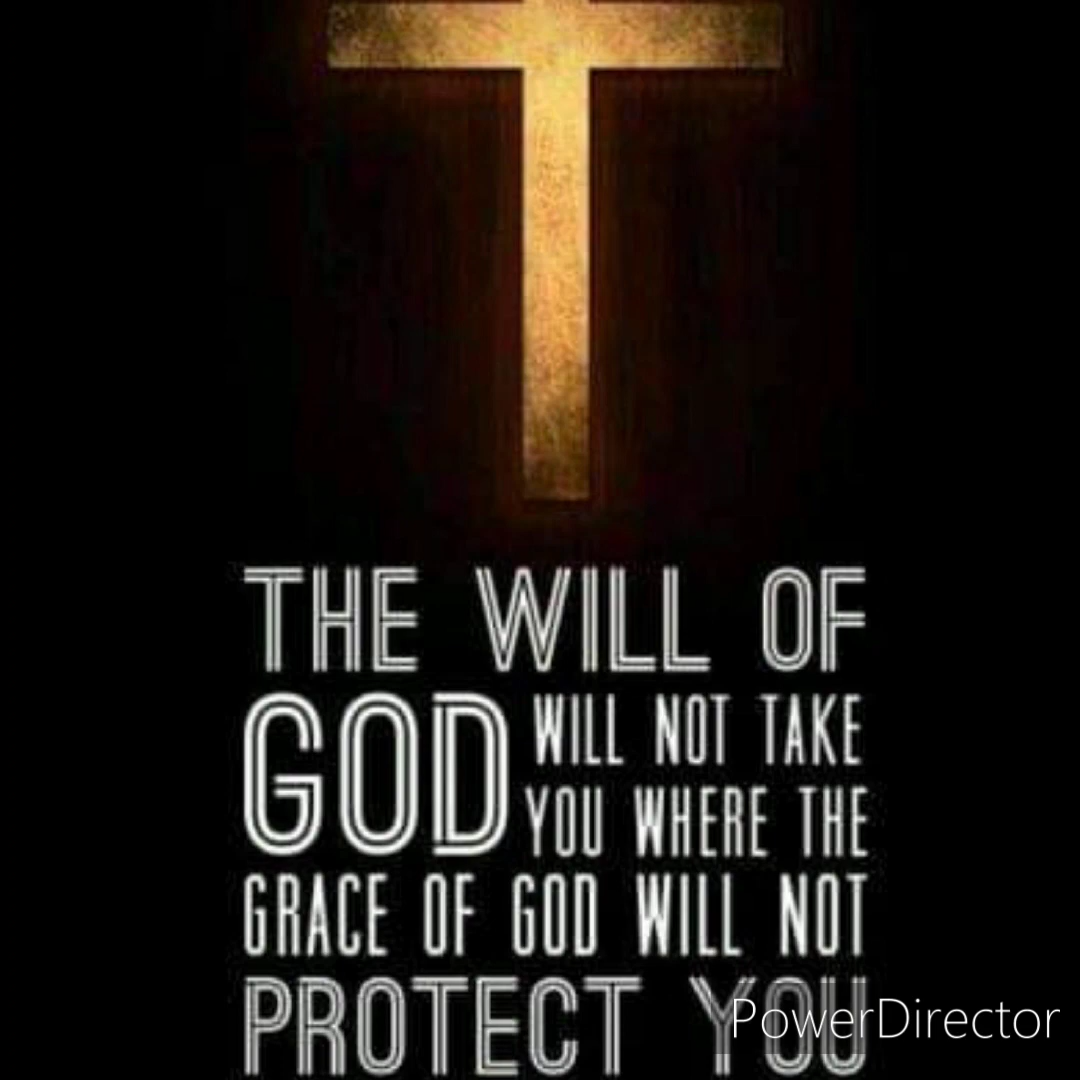 THE WILL OF
GOD WILL NOT TAKE
YOU WHERE THE
GRACE OF GOD WILL NOT
PROTECT YOU
PowerDirector